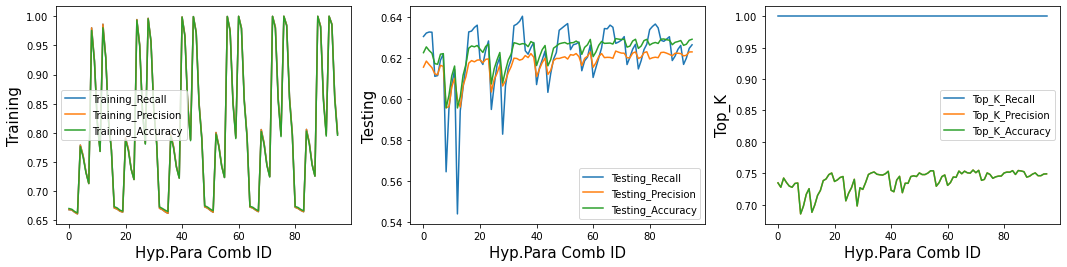 Training
1.00
0.95
0.90
0.85
0.80
0.75
0.70
0.65
Training_Recall
Training_Precision
Training_Accuracy
0 20 40 60 80
Hyp.Para Comb ID
Testing
0.64
0.62
0.60
0.58
0.56
0.54
Testing_Recall
Testing_Precision
Testing_Accuracy
0 20 40 60 80
Hyp.Para Comb ID
Top_K
1.00
0.95
0.90
0.85
0.80
0.75
0.70
Top_K_Recall
Top_K_Precision
Top_K_Accuracy
0 20 40 60 80
Hyp.Para Comb ID